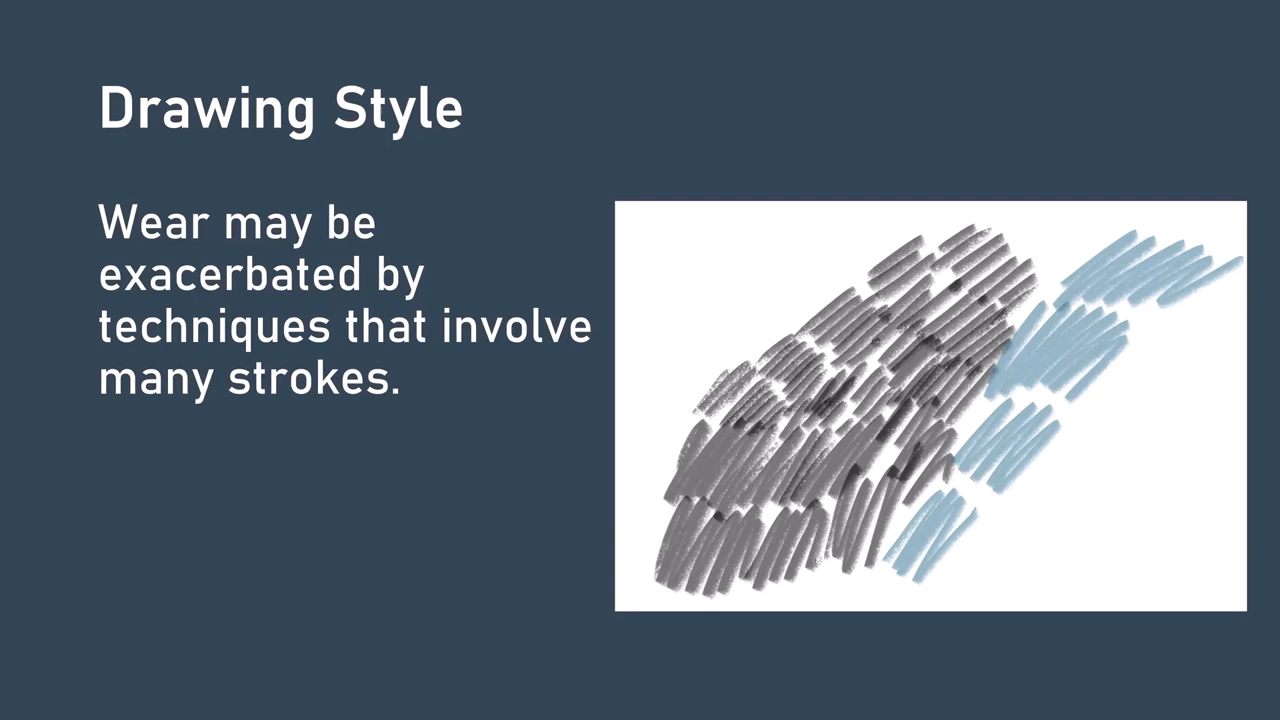 Drawing Style
Wear may be
exacerbated by
techniques that involve
many strokes.